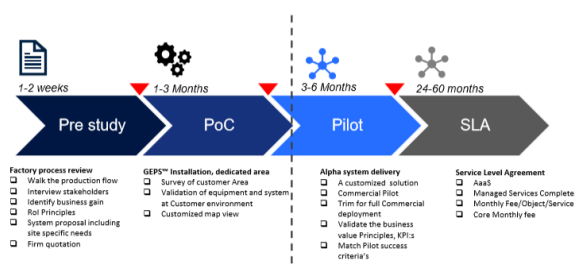 1-2 weeks
1-3 Months
3-6 Months
24-60 months
Pre study
PoC
Pilot
SLA
Factory process review
Walk the production flow
Interview stakeholders
Identify business gain
RoI Principles
System proposal including
site specific needs
Firm quotation
GEPS™ Installation, dedicated area
Survey of customer Area
Validation of equipment and system
at Customer environment
Customized map view
Alpha system delivery
A customized solution
Commercial Pilot
Trim for full Commercial
deployment
Validate the business
value Principles, KPI:s
Match Pilot success
criteria's
Service Level Agreement
AaaS
Managed Services Complete
Monthly Fee/Object/Service
Core Monthly fee